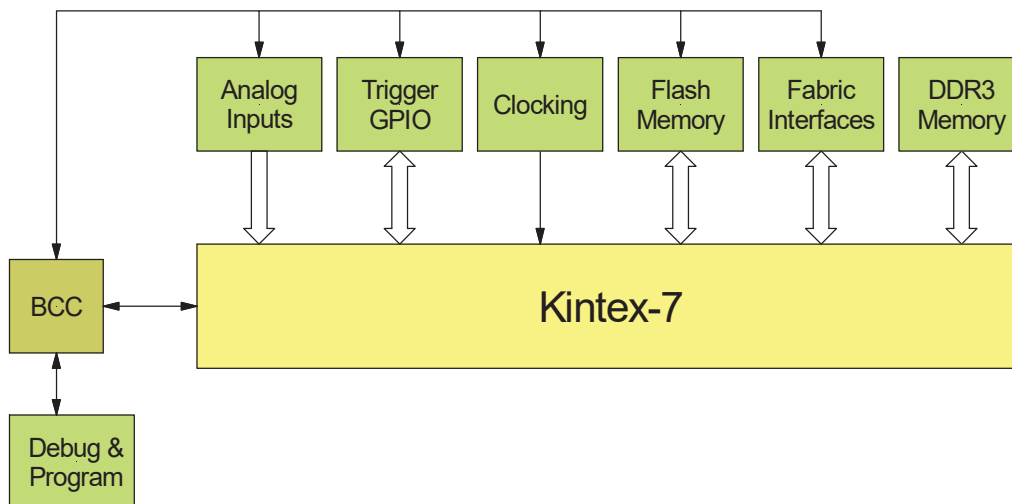 Analog
Inputs
Trigger
GPIO
Clocking
Flash
Memory
Fabric
Interfaces
DDR3
Memory
BCC
Kintex-7
Debug &
Program